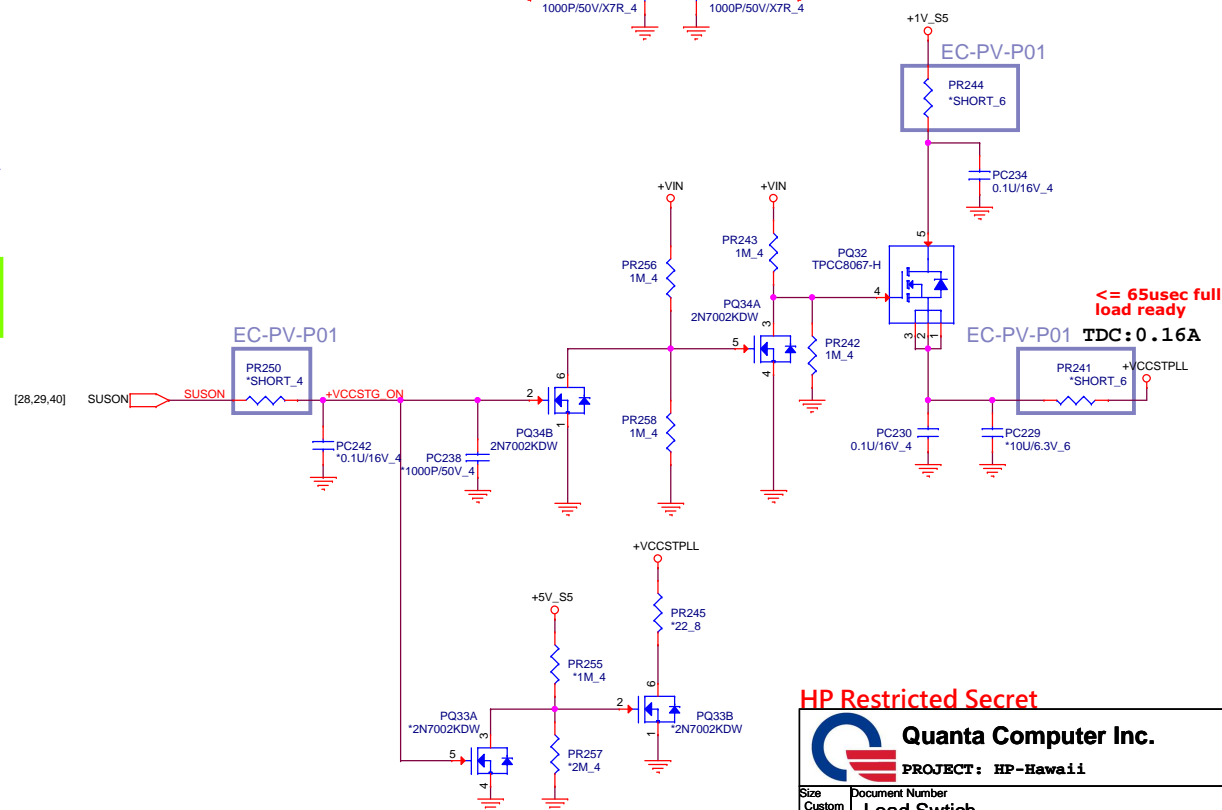 1000P/50V/X7R_4
1000P/50V/X7R_4
+1V_S5
EC-PV-P01
PR244
*SHORT_6
PC234
0.1U/16V_4
+VIN
+VIN
PR243
1M_4
PR256
1M_4
5
PQ32
TPCC8067-H
4
3
2
1
PQ34A
2N7002KDW
3
5
4
PR242
1M_4
<= 65usec full
load ready
EC-PV-P01
TDC:0.16A
EC-PV-P01
PR250
*SHORT_4
PR241
*SHORT_6
+VCCSTPLL
[28,29,40]
SUSON
SUSON
+VCCSTG_ON
2
6
1
PQ34B
2N7002KDW
PR258
1M_4
PC242
*0.1U/16V_4
PC238
*1000P/50V_4
PC230
0.1U/16V_4
PC229
*10U/6.3V_6
+VCCSTPLL
+5V_S5
PR245
*22_8
PR255
*1M_4
2
6
1
PQ33B
*2N7002KDW
PQ33A
*2N7002KDW
3
5
4
PR257
*2M_4
HP Restricted Secret
Quanta Computer Inc.
PROJECT: HP-Hawaii
Size
Custom
Document Number
Load Swtich